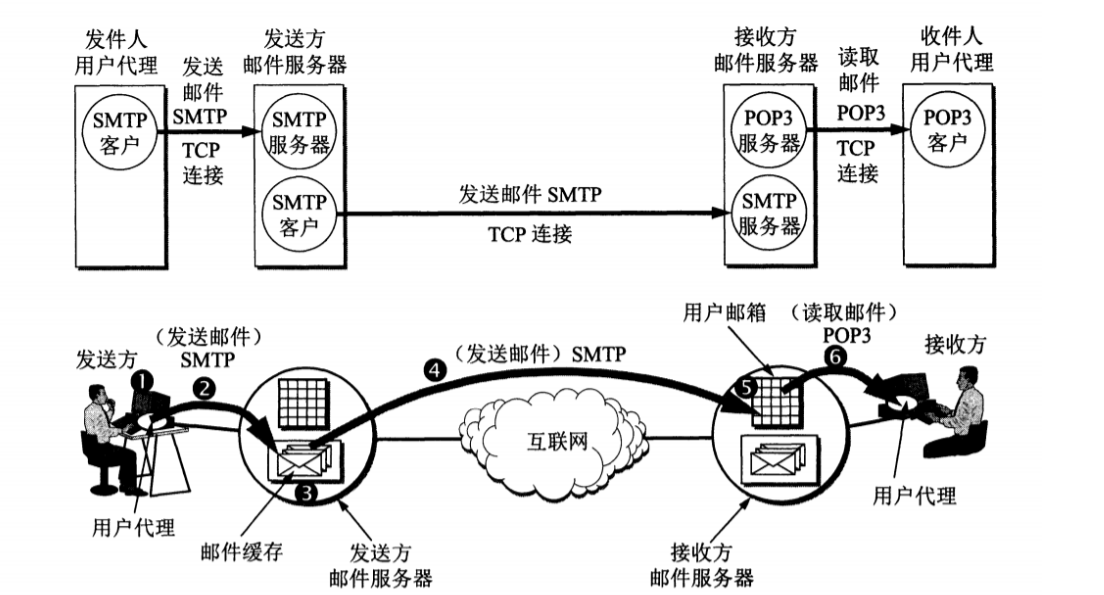 发件人
用户代理
发送
邮件
SMTP
TCP
连接
SMTP
客户
发送方
邮件服务器
SMTP
服务器
SMTP
客户
发送邮件 SMTP
TCP 连接
接收方
邮件服务器
POP3
服务器
SMTP
服务器
读取
邮件
POP3
TCP
连接
收件人
用户代理
POP3
客户
发送方
❶
(发送邮件)
SMTP
❷
❸
❹
(发送邮件) SMTP
互联网
用户邮箱
(读取邮件)
POP3
❺
❻
接收方
用户代理
邮件缓存
发送方
邮件服务器
接收方
邮件服务器
用户代理